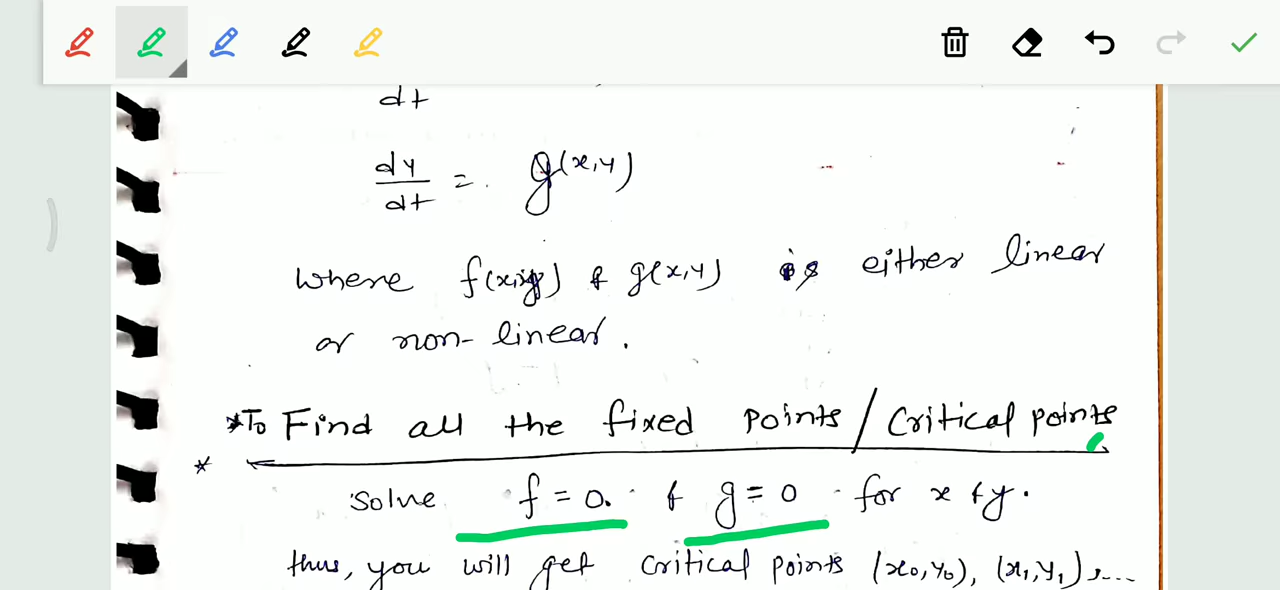 dt
dy/dt = g(x,y)
where f(x,y) & g(x,y) is either linear
or non-linear.
*To Find all the fixed points / Critical points
* Solve f = 0. & g = 0 for x & y.
thus, you will get critical points (x0,y0), (x1,y1), ....